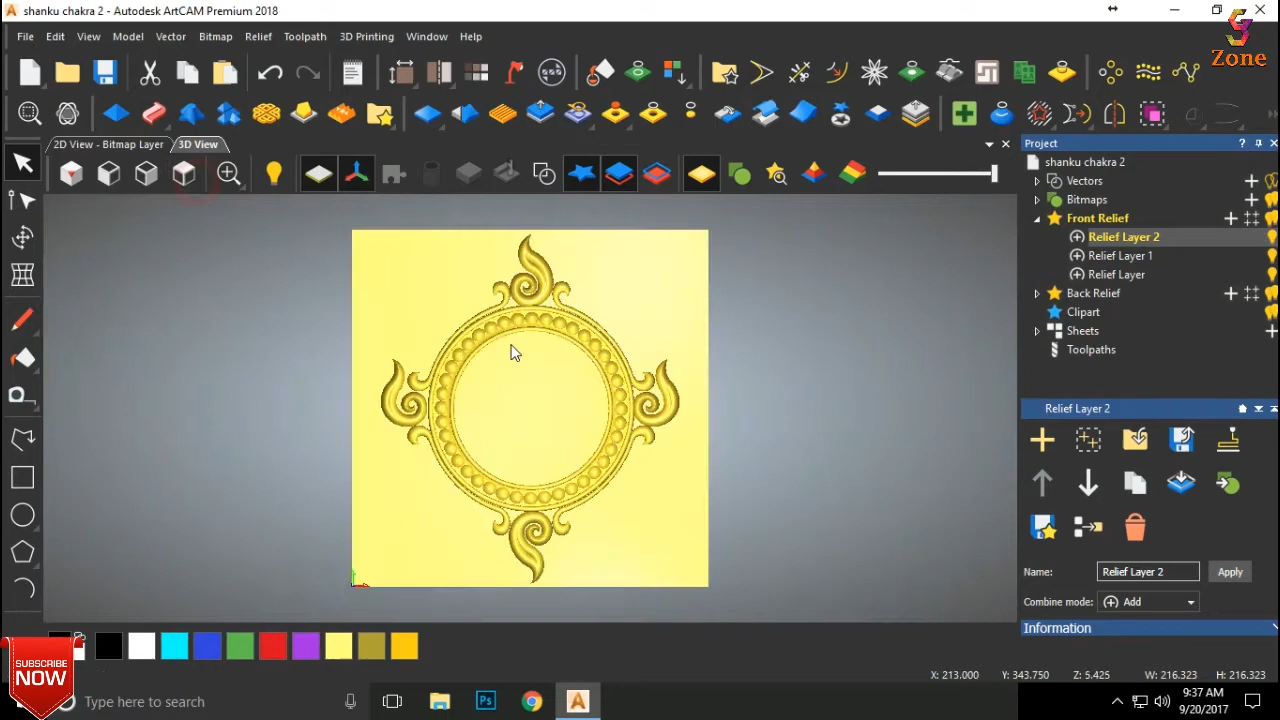 shanku chakra 2 - Autodesk ArtCAM Premium 2018
Zone
File Edit View Model Vector Bitmap Relief Toolpath 3D Printing Window Help
2D View - Bitmap Layer 3D View
Project
shanku chakra 2
Vectors
Bitmaps
Front Relief
Relief Layer 2
Relief Layer 1
Relief Layer
Back Relief
Clipart
Sheets
Toolpaths
Relief Layer 2
Name: Relief Layer 2 Apply
Combine mode: Add
Information
X: 213.000 Y: 343.750 Z: 5.425 W: 216.323 H: 216.323
SUBSCRIBE
NOW
Type here to search
Ps
9:37 AM
9/20/2017